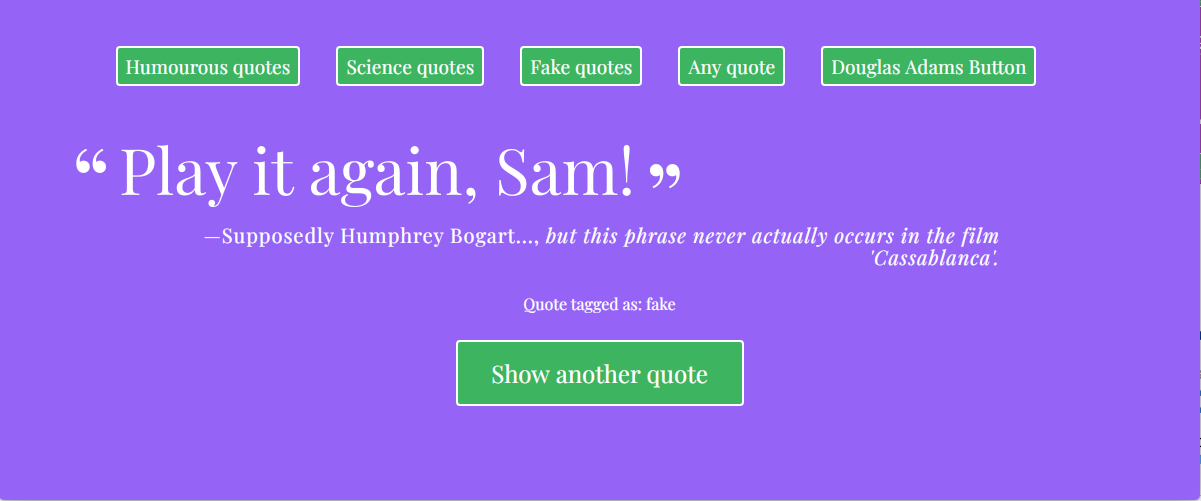 Humourous quotes Science quotes Fake quotes Any quote Douglas Adams Button
“ Play it again, Sam! ”
—Supposedly Humphrey Bogart..., but this phrase never actually occurs in the film
'Cassablanca'.
Quote tagged as: fake
Show another quote